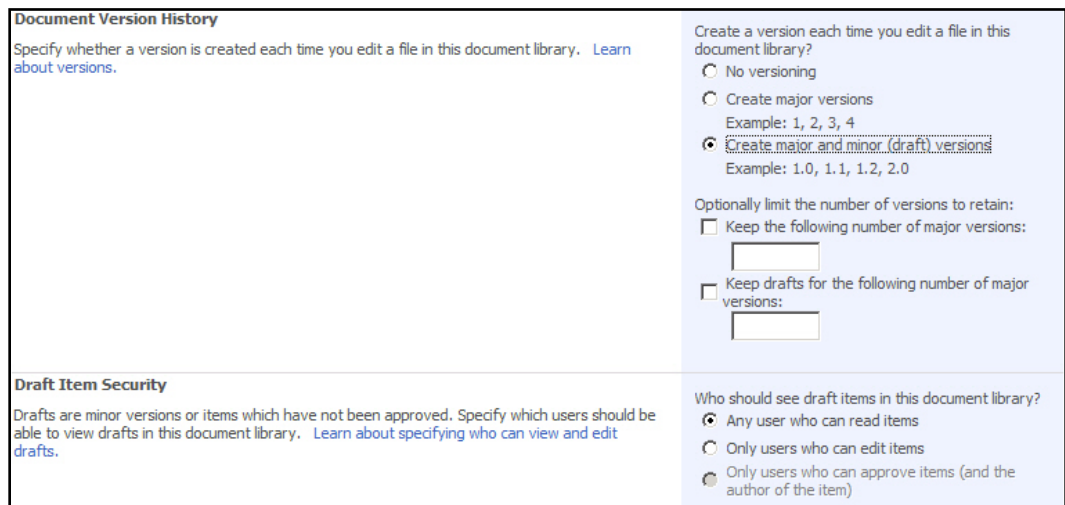 Document Version History
Specify whether a version is created each time you edit a file in this document library. Learn
about versions.
Create a version each time you edit a file in this
document library?
No versioning
Create major versions
Example: 1, 2, 3, 4
Create major and minor (draft) versions
Example: 1.0, 1.1, 1.2, 2.0
Optionally limit the number of versions to retain:
Keep the following number of major versions:
Keep drafts for the following number of major
versions:
Draft Item Security
Drafts are minor versions or items which have not been approved. Specify which users should be
able to view drafts in this document library. Learn about specifying who can view and edit
drafts.
Who should see draft items in this document library?
Any user who can read items
Only users who can edit items
Only users who can approve items (and the
author of the item)